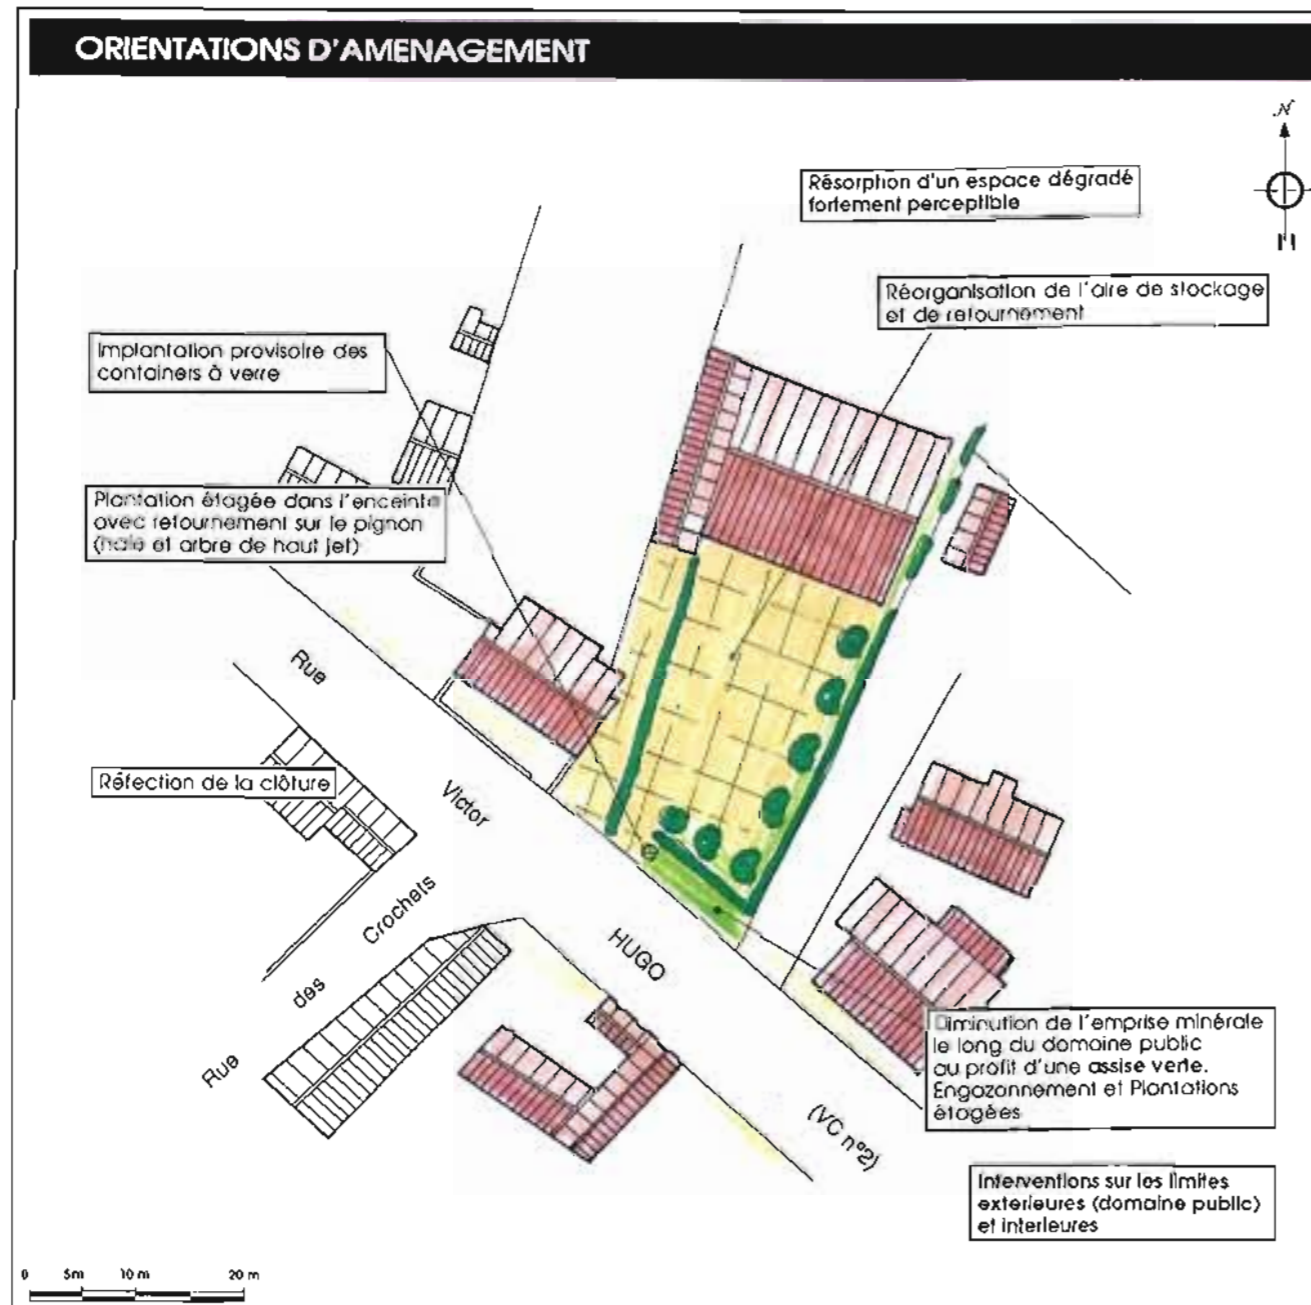 ORIENTATIONS D'AMENAGEMENT
N
Résorption d'un espace dégradé
fortement perceptible
Réorganisation de l'aire de stockage
et de retournement
Implantation provisoire des
containers à verre
Plantation étagée dans l'enceinte
avec retournement sur le pignon
(haie et arbre de haut jet)
Rue
Victor
HUGO
(VC n°2)
Réfection de la clôture
Rue
des
Crochets
Diminution de l'emprise minérale
le long du domaine public
au profit d'une assise verte.
Engazonnement et Plantations
étagées
Interventions sur les limites
exterieures (domaine public)
et interieures
0 5m 10 m 20 m